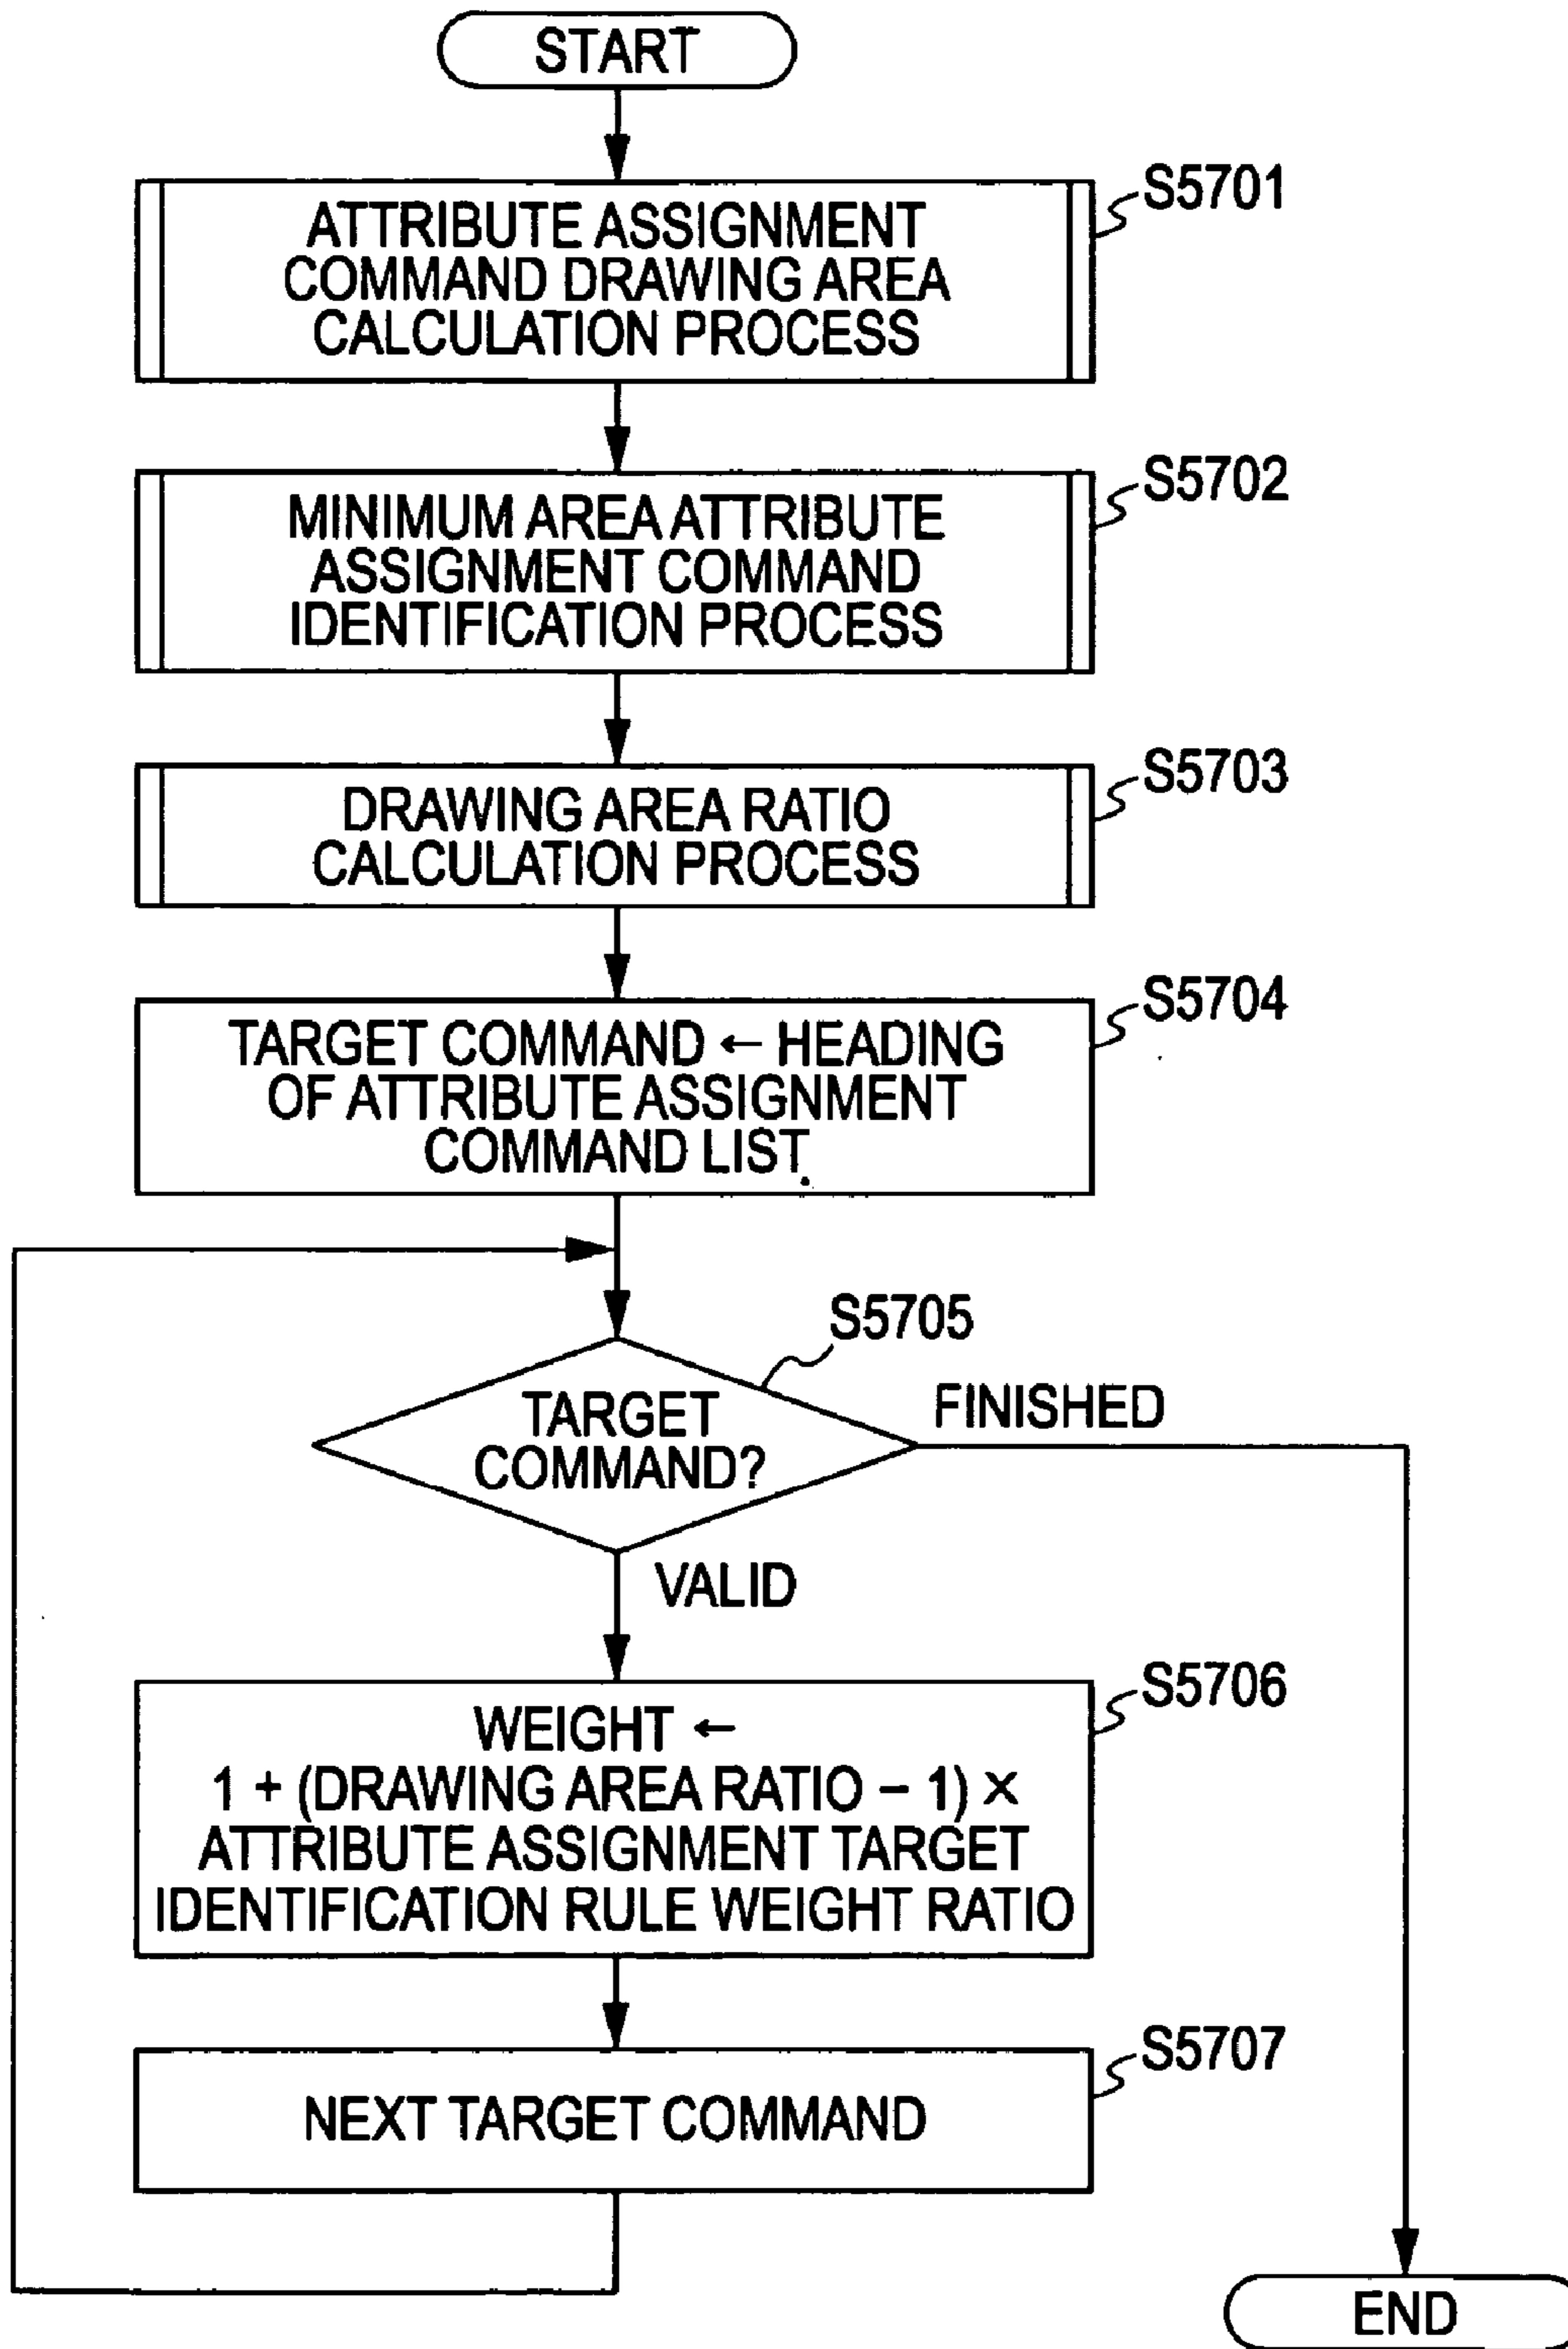 START
S5701
ATTRIBUTE ASSIGNMENT
COMMAND DRAWING AREA
CALCULATION PROCESS
S5702
MINIMUM AREA ATTRIBUTE
ASSIGNMENT COMMAND
IDENTIFICATION PROCESS
S5703
DRAWING AREA RATIO
CALCULATION PROCESS
S5704
TARGET COMMAND ← HEADING
OF ATTRIBUTE ASSIGNMENT
COMMAND LIST
S5705
TARGET
COMMAND?
FINISHED
VALID
S5706
WEIGHT ←
1 + (DRAWING AREA RATIO − 1) ×
ATTRIBUTE ASSIGNMENT TARGET
IDENTIFICATION RULE WEIGHT RATIO
S5707
NEXT TARGET COMMAND
END